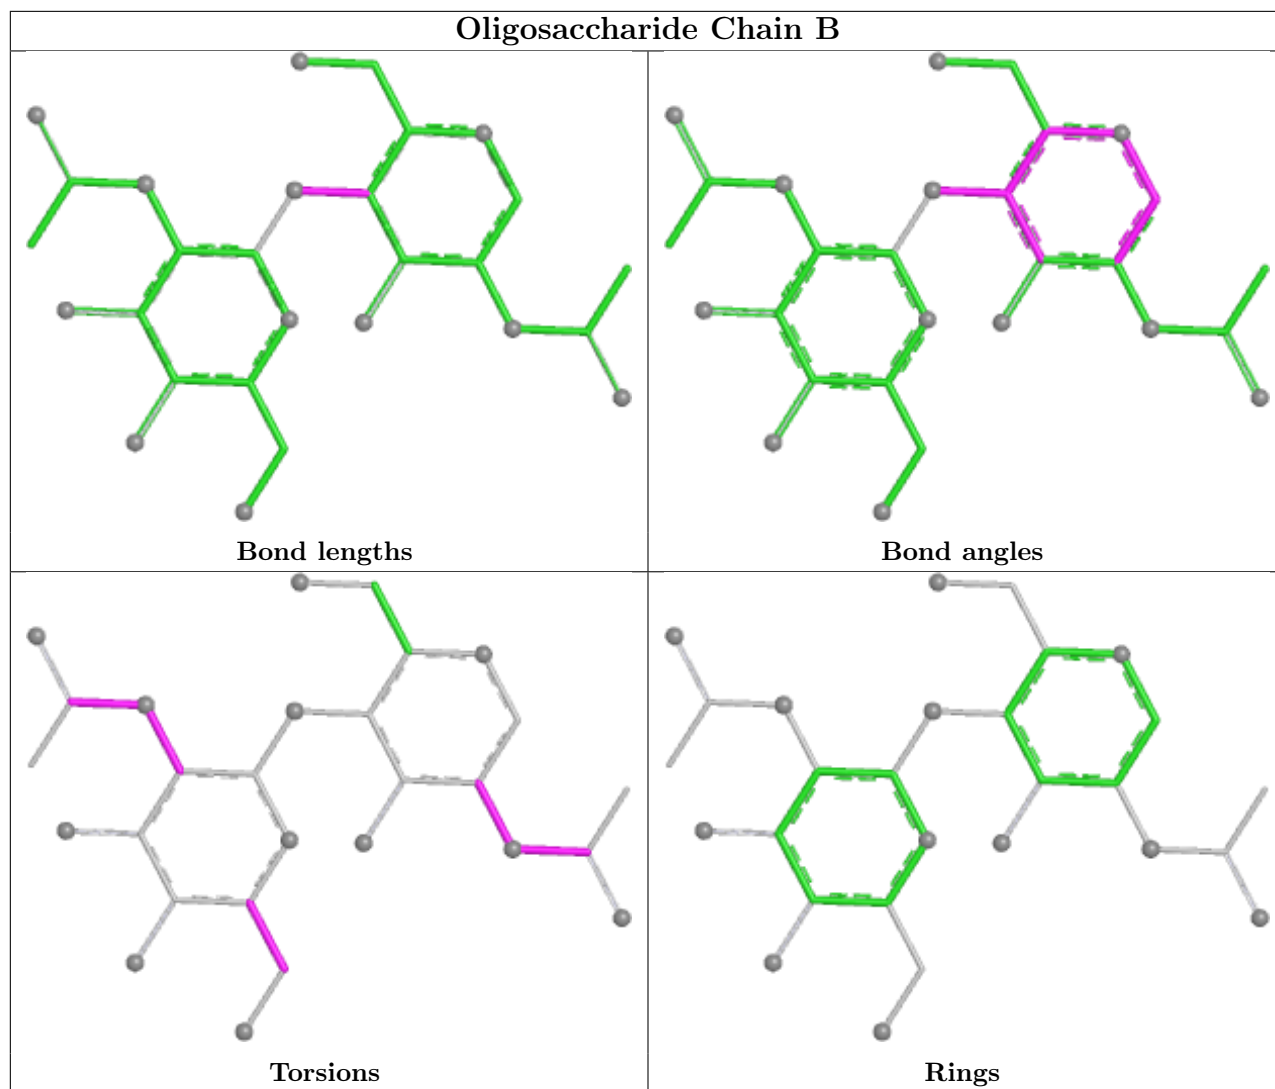 Oligosaccharide Chain B
Bond lengths
Bond angles
Torsions
Rings